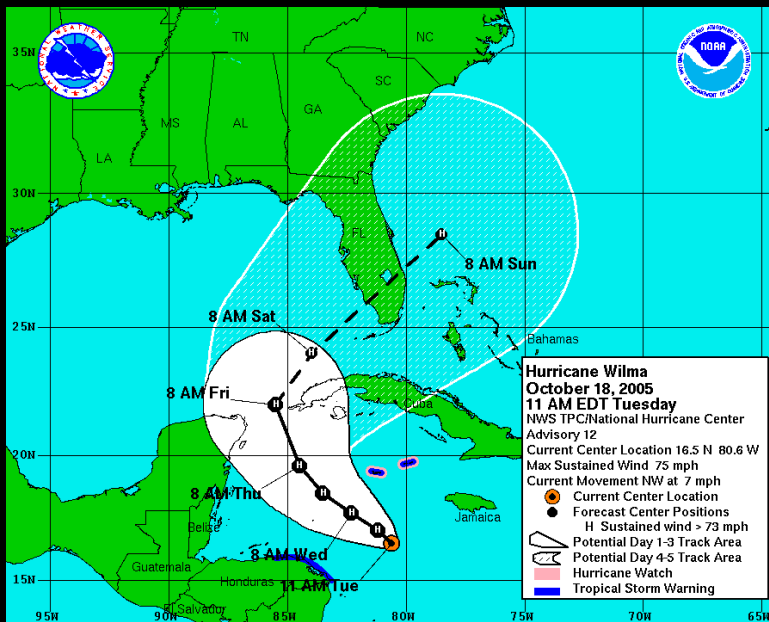 35N
30N
25N
20N
15N
95W
90W
85W
80W
75W
70W
65W
TN
NC
SC
MS
AL
GA
LA
FL
NATIONAL WEATHER SERVICE
NOAA
8 AM Sun
8 AM Sat
8 AM Fri
8 AM Thu
8 AM Wed
11 AM Tue
H
H
H
H
H
H
H
Bahamas
Cuba
Jamaica
Belize
Guatemala
Honduras
El Salvador
Hurricane Wilma
October 18, 2005
11 AM EDT Tuesday
NWS TPC/National Hurricane Center
Advisory 12
Current Center Location 16.5 N 80.6 W
Max Sustained Wind 75 mph
Current Movement NW at 7 mph
Current Center Location
Forecast Center Positions
H Sustained wind > 73 mph
Potential Day 1-3 Track Area
Potential Day 4-5 Track Area
Hurricane Watch
Tropical Storm Warning